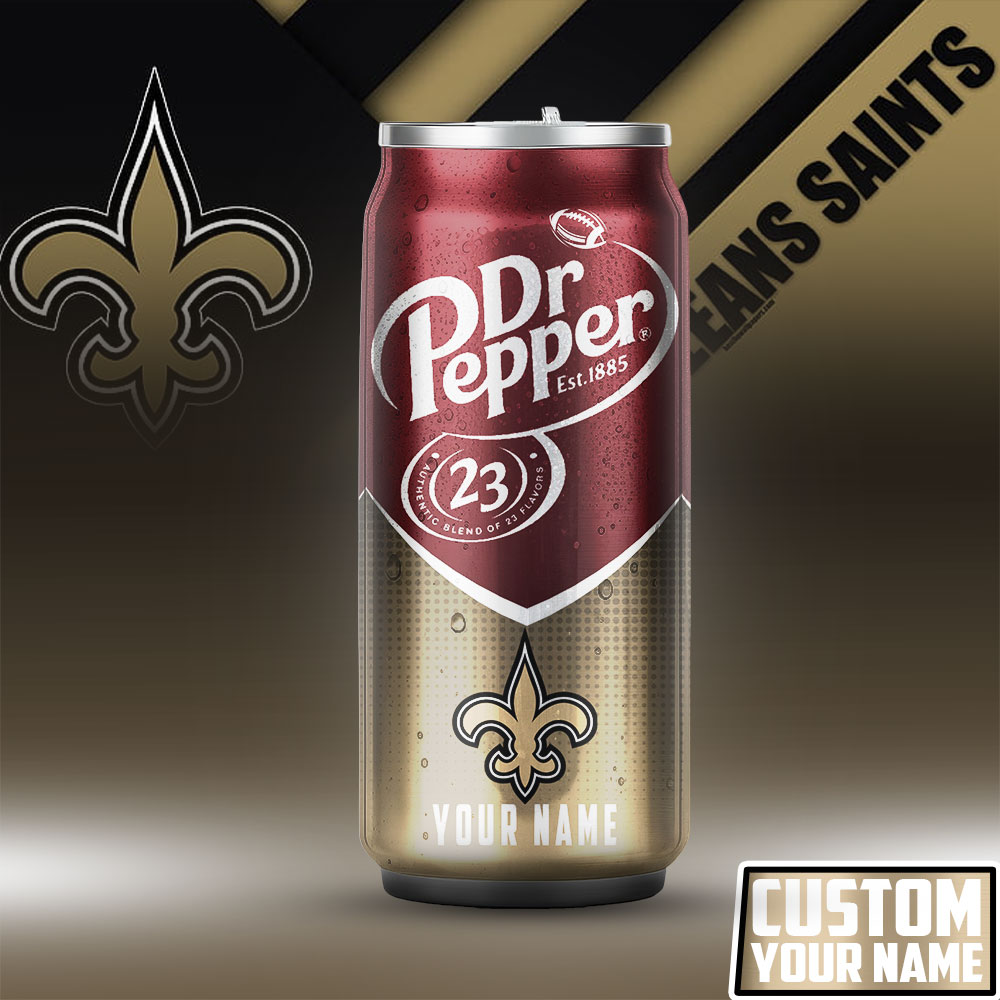 EANS SAINTS
Dr
Pepper
®
Est.1885
23
AUTHENTIC BLEND OF 23 FLAVORS
YOUR NAME
CUSTOM
YOUR NAME